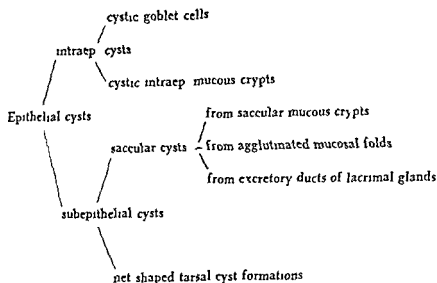 cystic goblet cells
intraep cysts
cystic intraep mucous crypts
Epithelial cysts
from saccular mucous crypts
saccular cysts
from agglutinated mucosal folds
from excretory ducts of lacrimal glands
subepithelial cysts
net shaped tarsal cyst formations